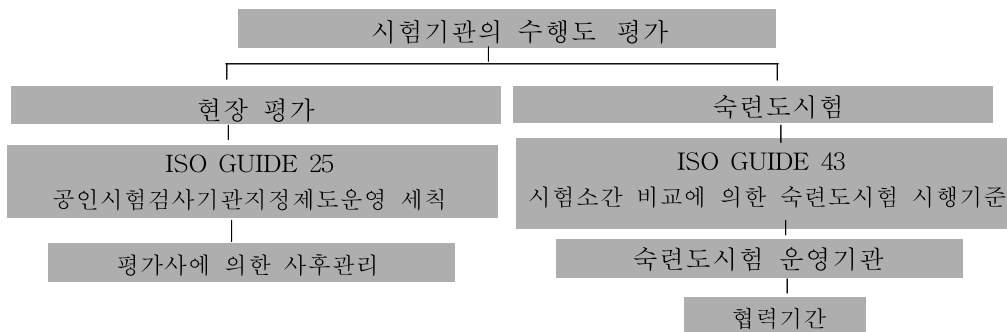 시험기관의 수행도 평가
현장 평가
숙련도시험
ISO GUIDE 25
공인시험검사기관지정제도운영 세칙
ISO GUIDE 43
시험소간 비교에 의한 숙련도시험 시행기준
평가사에 의한 사후관리
숙련도시험 운영기관
협력기간